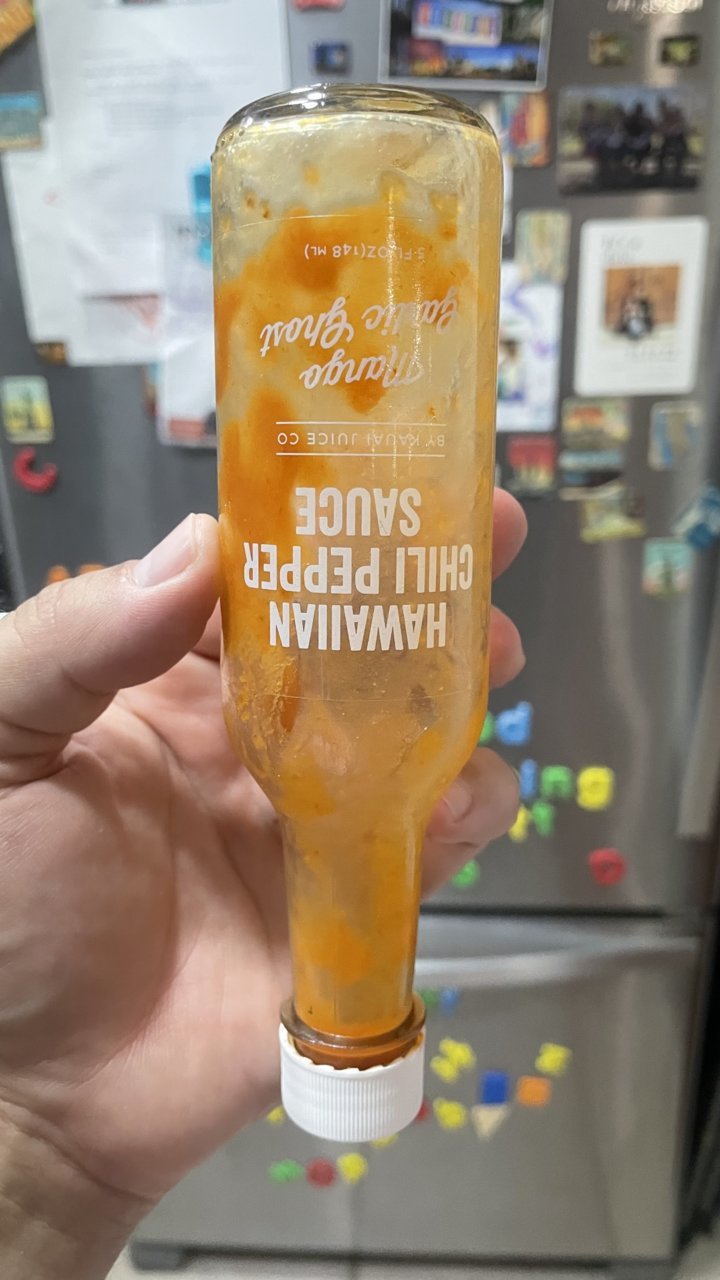 HAWAIIAN
CHILI PEPPER
SAUCE
BY KAUAI JUICE CO
Mango
Garlic Ghost
5 FL OZ (148 ML)